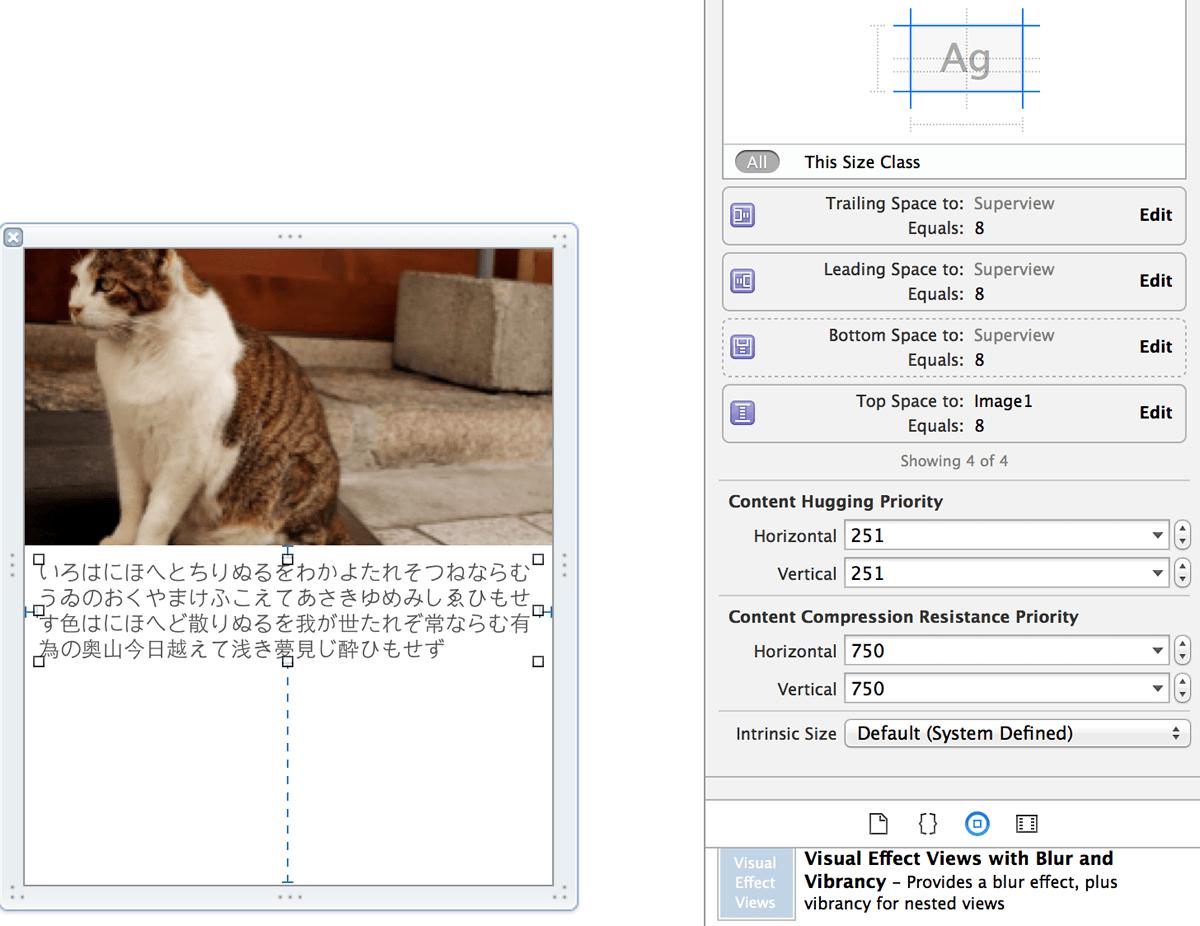 いろはにほへとちりぬるをわかよたれそつねならむ
うゐのおくやまけふこえてあさきゆめみしゑひもせ
す色はにほへど散りぬるを我が世たれぞ常ならむ有
為の奥山今日越えて浅き夢見じ酔ひもせず
Ag
All This Size Class
Trailing Space to: Superview
Equals: 8
Edit
Leading Space to: Superview
Equals: 8
Edit
Bottom Space to: Superview
Equals: 8
Edit
Top Space to: Image1
Equals: 8
Edit
Showing 4 of 4
Content Hugging Priority
Horizontal 251
Vertical 251
Content Compression Resistance Priority
Horizontal 750
Vertical 750
Intrinsic Size Default (System Defined)
Visual
Effect
Views
Visual Effect Views with Blur and
Vibrancy – Provides a blur effect, plus
vibrancy for nested views